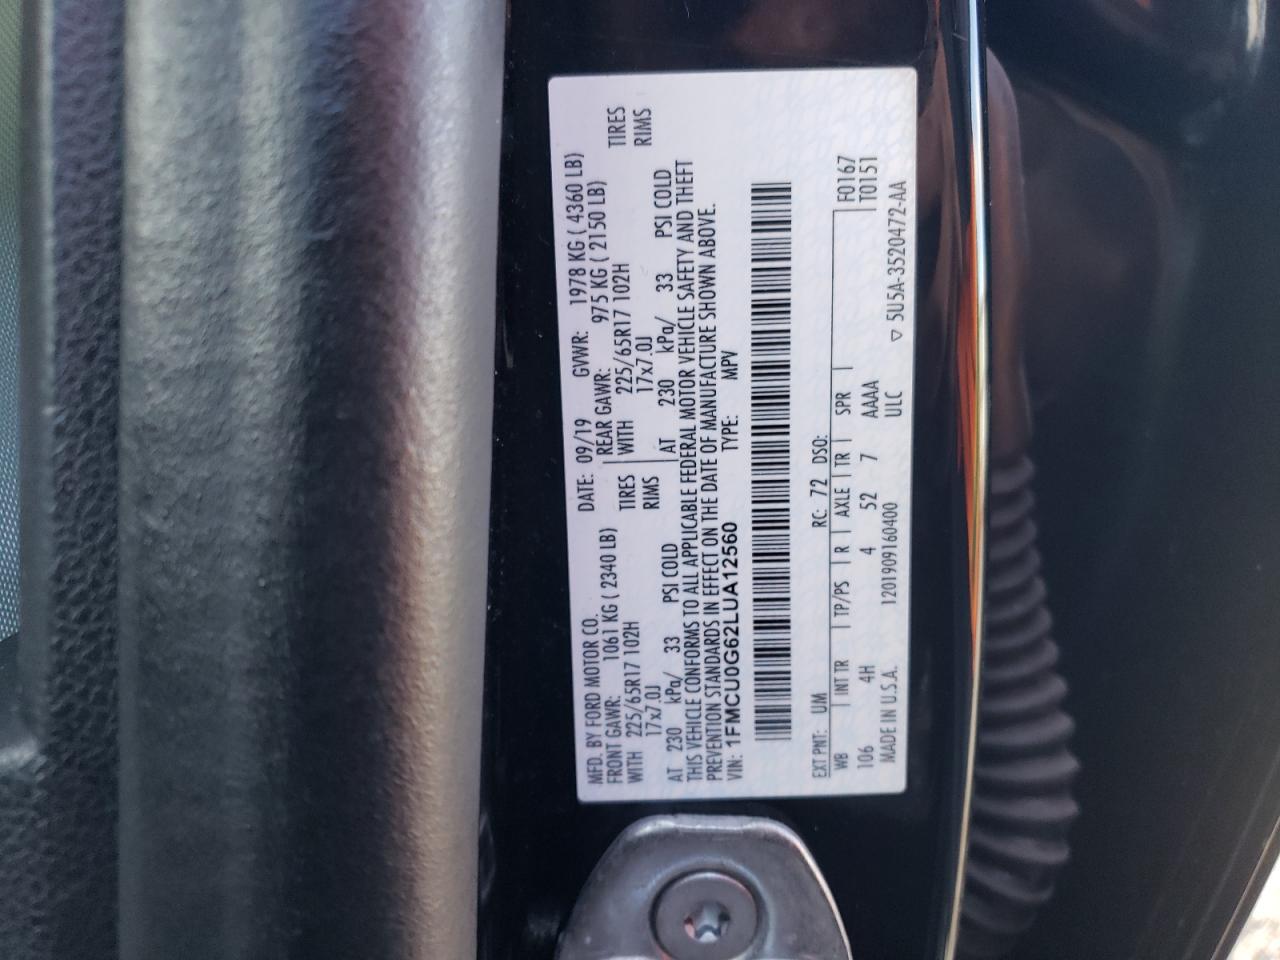 MFD. BY FORD MOTOR CO.
DATE: 09/19 GVWR: 1978 KG ( 4360 LB)
FRONT GAWR: 1061 KG ( 2340 LB) REAR GAWR: 975 KG ( 2150 LB)
WITH 225/65R17 102H TIRES WITH 225/65R17 102H TIRES
17x7.0J RIMS 17x7.0J RIMS
AT 230 kPa/ 33 PSI COLD AT 230 kPa/ 33 PSI COLD
THIS VEHICLE CONFORMS TO ALL APPLICABLE FEDERAL MOTOR VEHICLE SAFETY AND THEFT
PREVENTION STANDARDS IN EFFECT ON THE DATE OF MANUFACTURE SHOWN ABOVE.
VIN: 1FMCU0G62LUA12560 TYPE: MPV
EXT PNT: UM RC: 72 DSO:
WB INT TR TP/PS R AXLE TR SPR F0167
106 4H 4 52 7 AAAA T0151
MADE IN U.S.A. 1201909160400 ULC ▽ 5U5A-3520472-AA